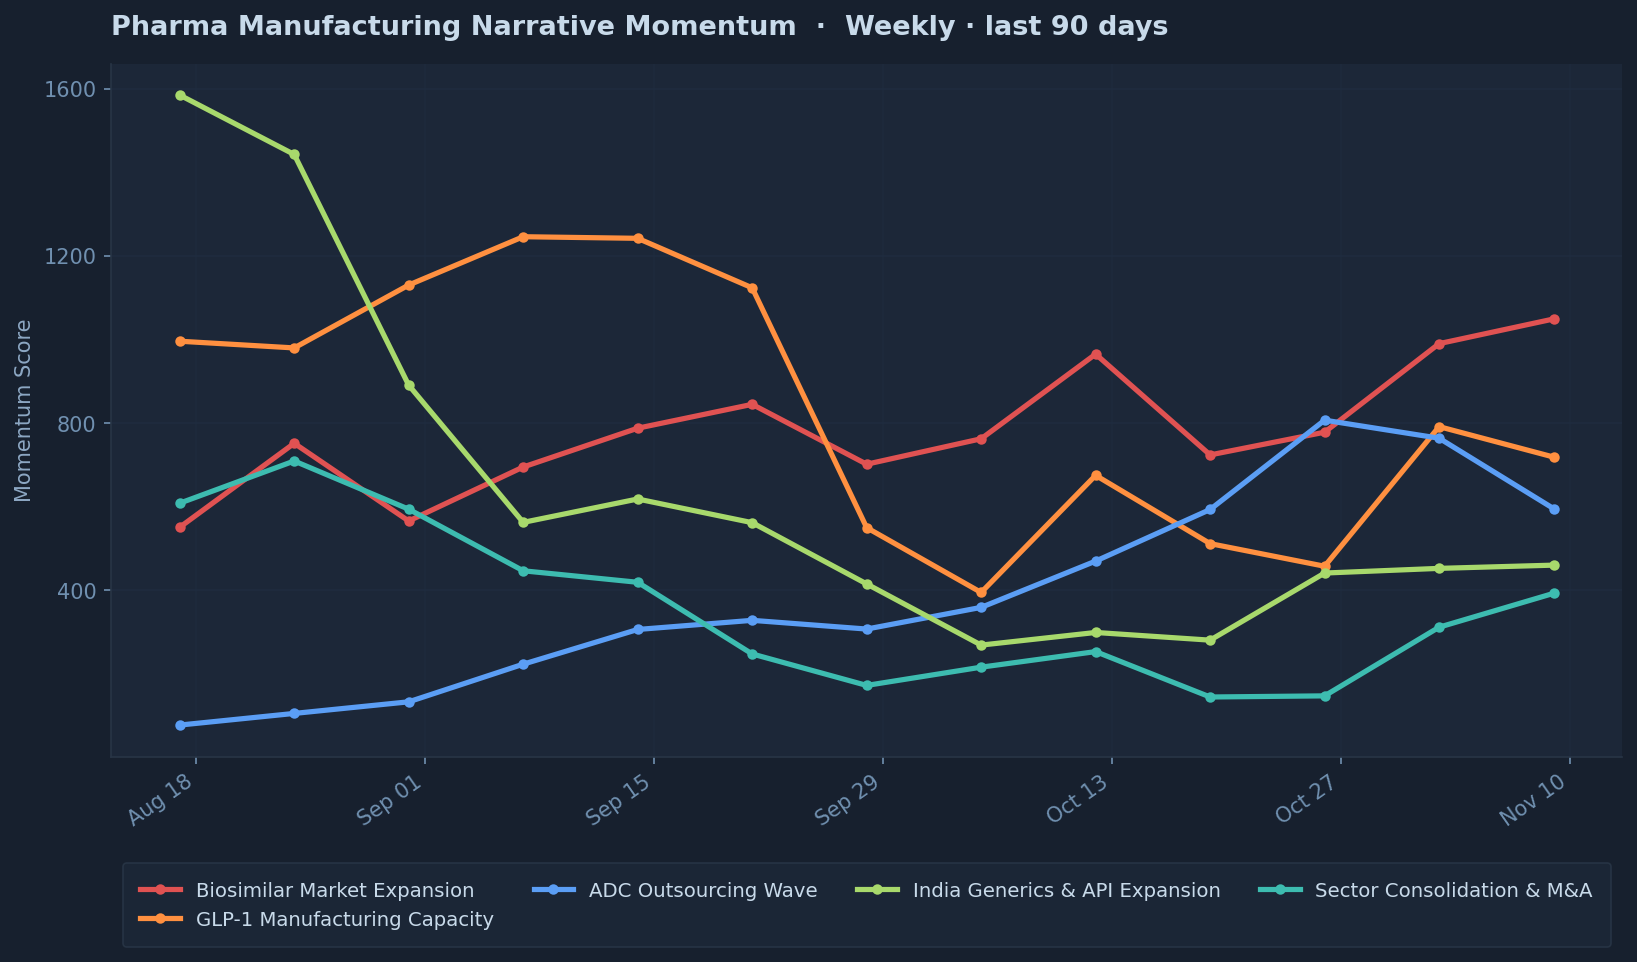 Pharma Manufacturing Narrative Momentum · Weekly · last 90 days
Momentum Score
1600
1200
800
400
Aug 18
Sep 01
Sep 15
Sep 29
Oct 13
Oct 27
Nov 10
Biosimilar Market Expansion
GLP-1 Manufacturing Capacity
ADC Outsourcing Wave
India Generics & API Expansion
Sector Consolidation & M&A